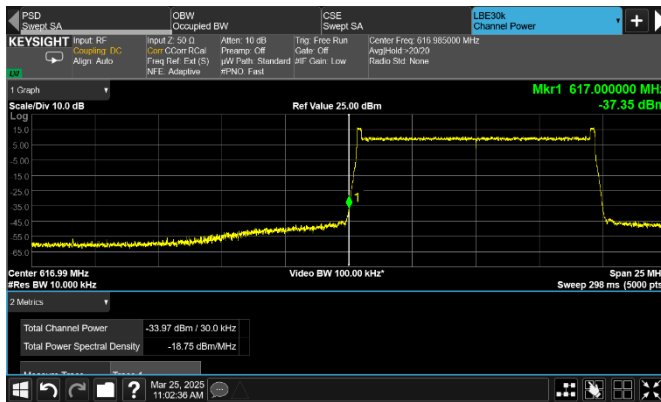 PSD
Swept SA
OBW
Occupied BW
CSE
Swept SA
LBE30k
Channel Power
KEYSIGHT
Input: RF
Coupling: DC
Align: Auto
Input Z: 50 Ω
Corr CCorr RCal
Freq Ref: Ext (S)
NFE: Adaptive
Atten: 10 dB
Preamp: Off
µW Path: Standard
#PNO: Fast
Trig: Free Run
Gate: Off
#IF Gain: Low
Center Freq: 616.985000 MHz
Avg|Hold:>20/20
Radio Std: None
1 Graph
Scale/Div 10.0 dB
Ref Value 25.00 dBm
Mkr1 617.000000 MHz
-37.35 dBm
Log
15.0
5.00
-5.00
-15.0
-25.0
-35.0
-45.0
-55.0
-65.0
1
Center 616.99 MHz
#Res BW 10.000 kHz
Video BW 100.00 kHz*
Span 25 MH
Sweep 298 ms (5000 pts
2 Metrics
Total Channel Power -33.97 dBm / 30.0 kHz
Total Power Spectral Density -18.75 dBm/MHz
Mar 25, 2025
11:02:36 AM